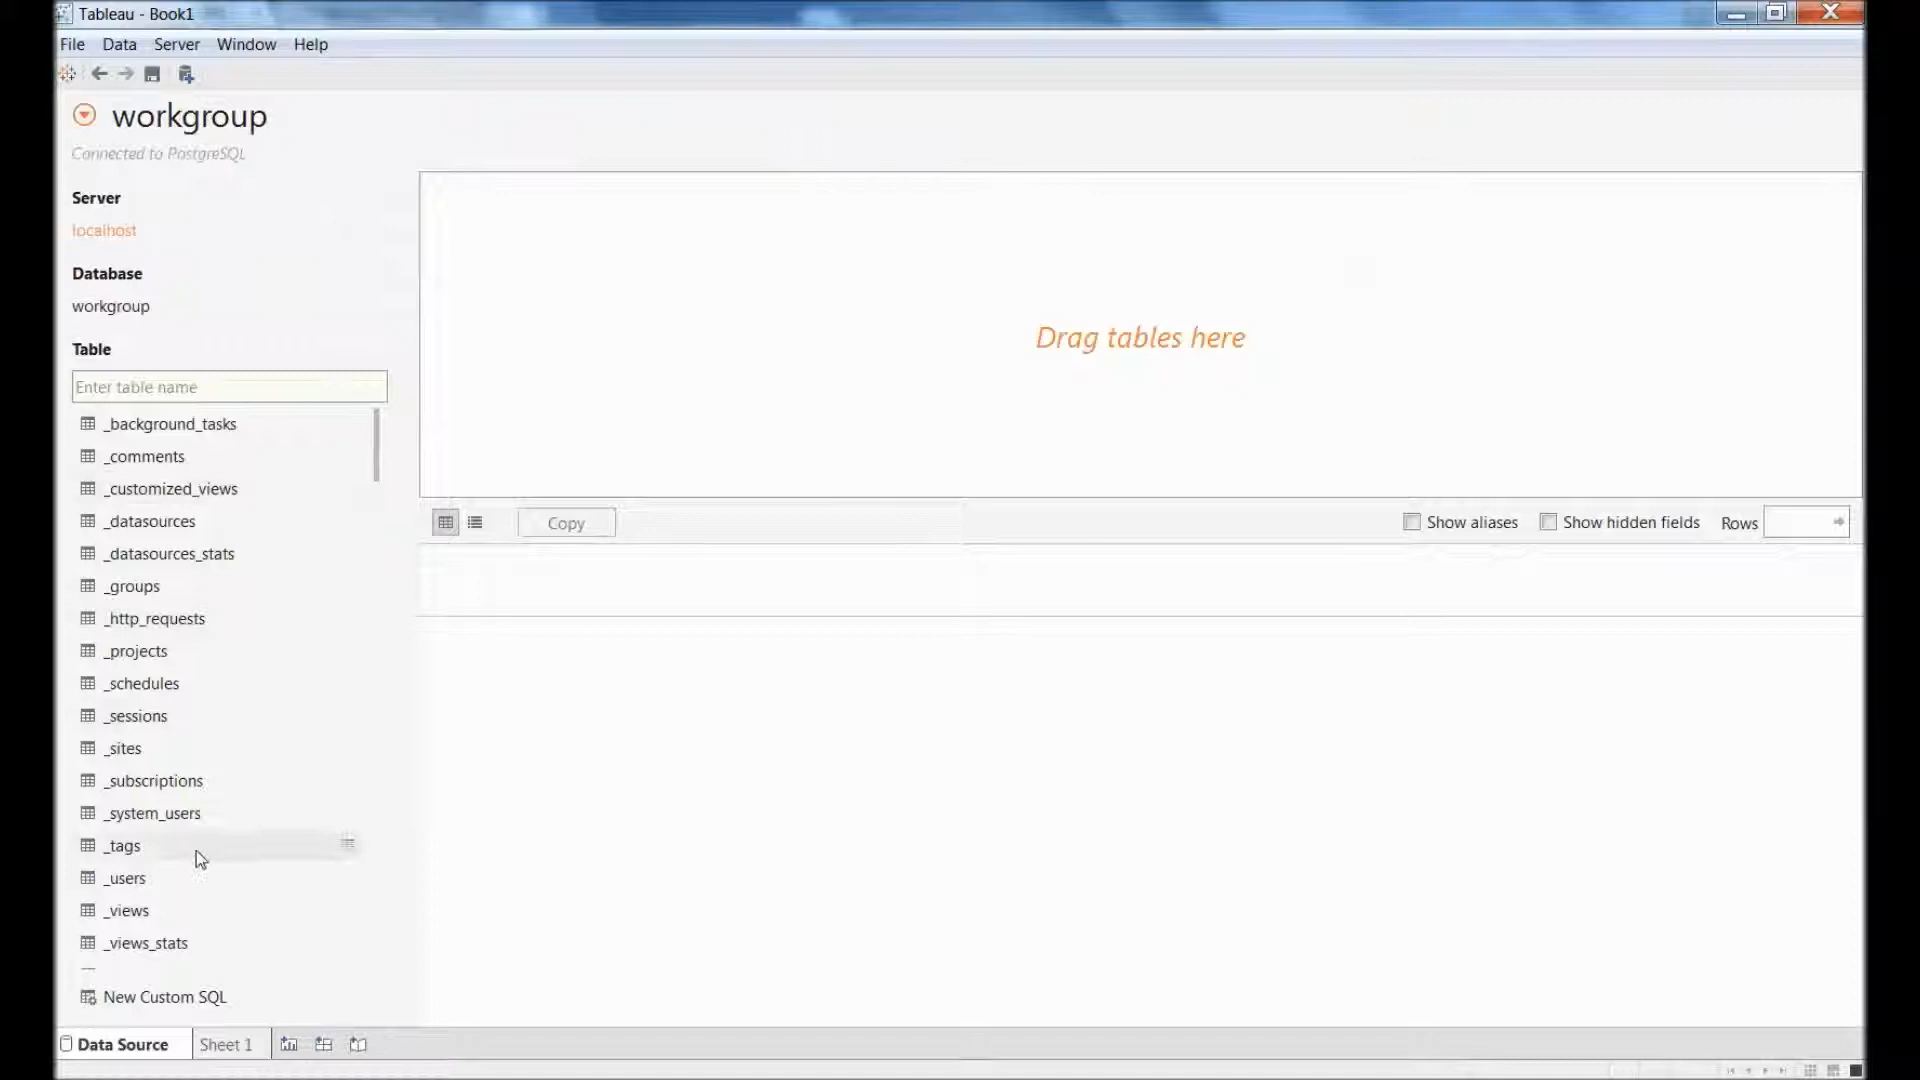 Tableau - Book1
File Data Server Window Help
workgroup
Connected to PostgreSQL
Server
localhost
Database
workgroup
Table
Enter table name
_background_tasks
_comments
_customized_views
_datasources
_datasources_stats
_groups
_http_requests
_projects
_schedules
_sessions
_sites
_subscriptions
_system_users
_tags
_users
_views
_views_stats
New Custom SQL
Drag tables here
Copy
Show aliases
Show hidden fields
Rows
Data Source
Sheet 1